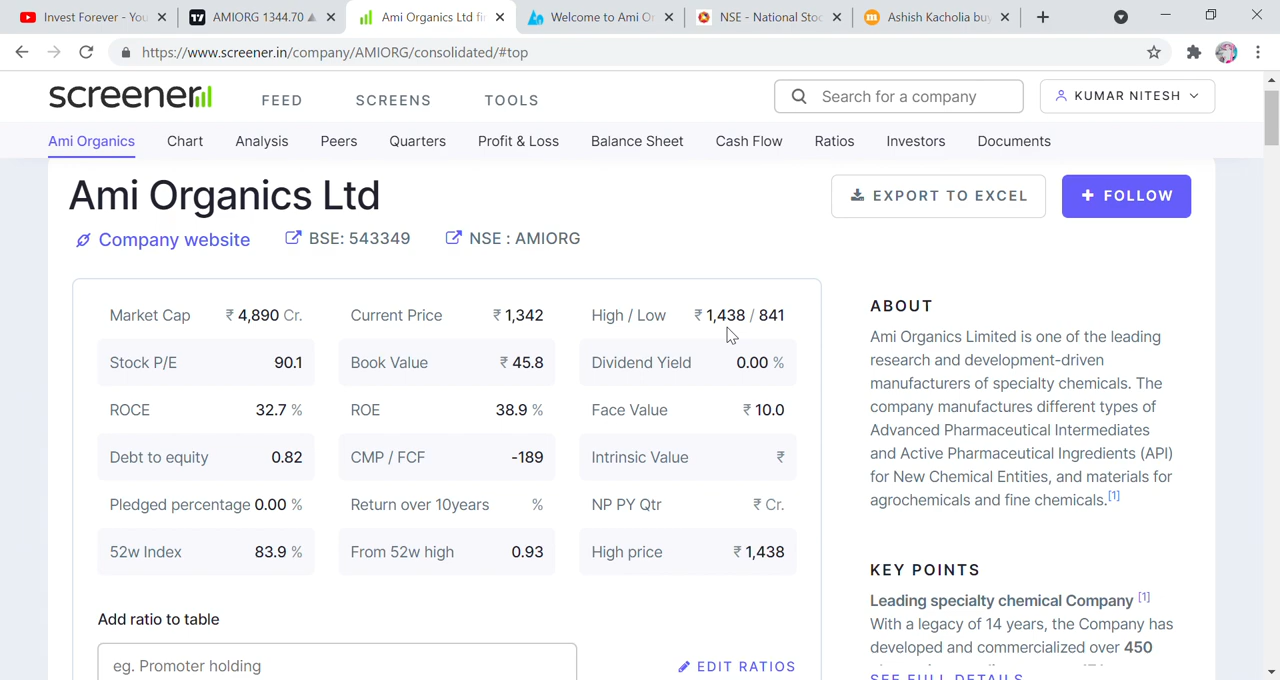 Invest Forever - You
AMIORG 1344.70
Ami Organics Ltd fi
Welcome to Ami O
NSE - National Stoc
Ashish Kacholia bu
https://www.screener.in/company/AMIORG/consolidated/#top
screener
FEED
SCREENS
TOOLS
Search for a company
KUMAR NITESH
Ami Organics
Chart
Analysis
Peers
Quarters
Profit & Loss
Balance Sheet
Cash Flow
Ratios
Investors
Documents
Ami Organics Ltd
EXPORT TO EXCEL
+ FOLLOW
Company website
BSE: 543349
NSE : AMIORG
Market Cap ₹ 4,890 Cr.
Current Price ₹ 1,342
High / Low ₹ 1,438 / 841
Stock P/E 90.1
Book Value ₹ 45.8
Dividend Yield 0.00 %
ROCE 32.7 %
ROE 38.9 %
Face Value ₹ 10.0
Debt to equity 0.82
CMP / FCF -189
Intrinsic Value ₹
Pledged percentage 0.00 %
Return over 10years %
NP PY Qtr ₹ Cr.
52w Index 83.9 %
From 52w high 0.93
High price ₹ 1,438
Add ratio to table
eg. Promoter holding
EDIT RATIOS
ABOUT
Ami Organics Limited is one of the leading
research and development-driven
manufacturers of specialty chemicals. The
company manufactures different types of
Advanced Pharmaceutical Intermediates
and Active Pharmaceutical Ingredients (API)
for New Chemical Entities, and materials for
agrochemicals and fine chemicals.[1]
KEY POINTS
Leading specialty chemical Company [1]
With a legacy of 14 years, the Company has
developed and commercialized over 450
SEE FULL DETAILS